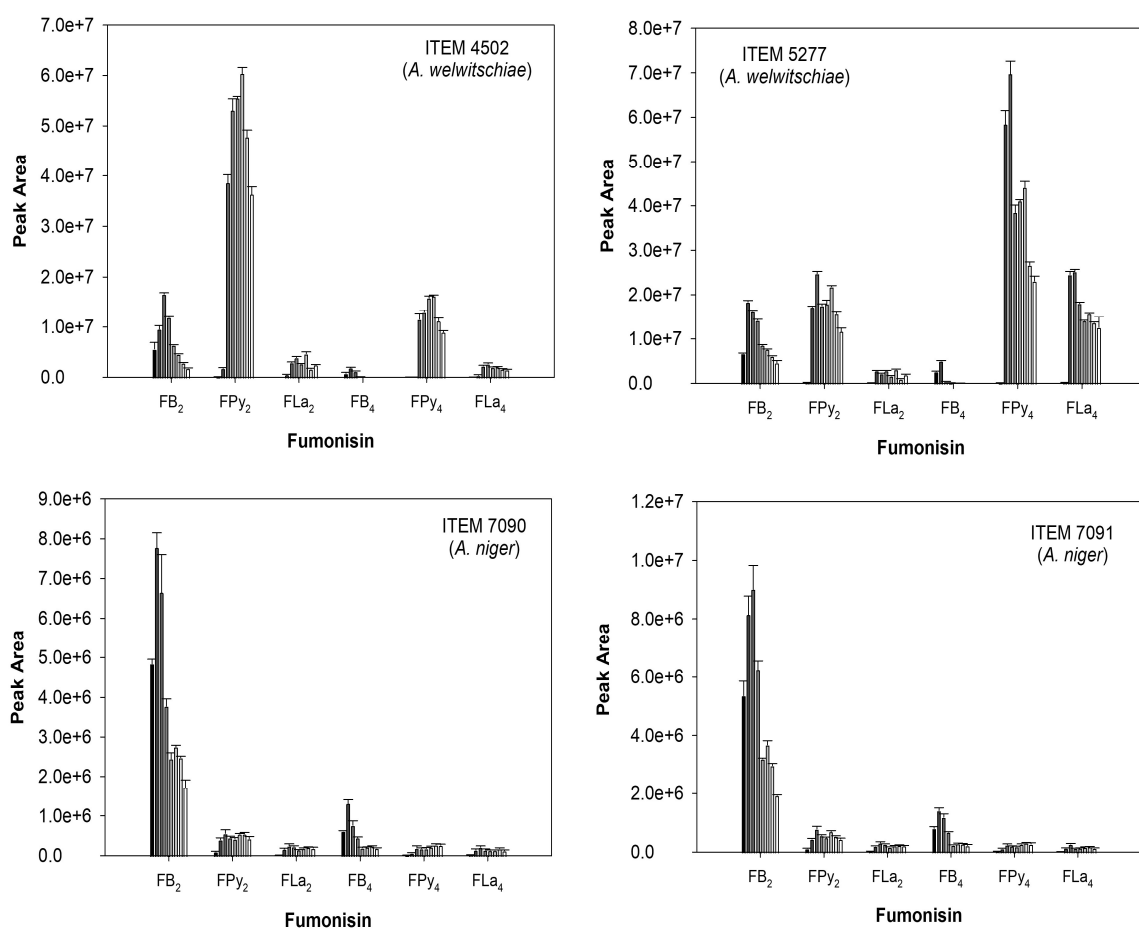 ITEM 4502
(A. welwitschiae)
Peak Area
7.0e+7
6.0e+7
5.0e+7
4.0e+7
3.0e+7
2.0e+7
1.0e+7
0.0
FB₂ FPy₂ FLa₂ FB₄ FPy₄ FLa₄
Fumonisin
ITEM 5277
(A. welwitschiae)
Peak Area
8.0e+7
7.0e+7
6.0e+7
5.0e+7
4.0e+7
3.0e+7
2.0e+7
1.0e+7
0.0
FB₂ FPy₂ FLa₂ FB₄ FPy₄ FLa₄
Fumonisin
ITEM 7090
(A. niger)
Peak Area
9.0e+6
8.0e+6
7.0e+6
6.0e+6
5.0e+6
4.0e+6
3.0e+6
2.0e+6
1.0e+6
0.0
FB₂ FPy₂ FLa₂ FB₄ FPy₄ FLa₄
Fumonisin
ITEM 7091
(A. niger)
Peak Area
1.2e+7
1.0e+7
8.0e+6
6.0e+6
4.0e+6
2.0e+6
0.0
FB₂ FPy₂ FLa₂ FB₄ FPy₄ FLa₄
Fumonisin